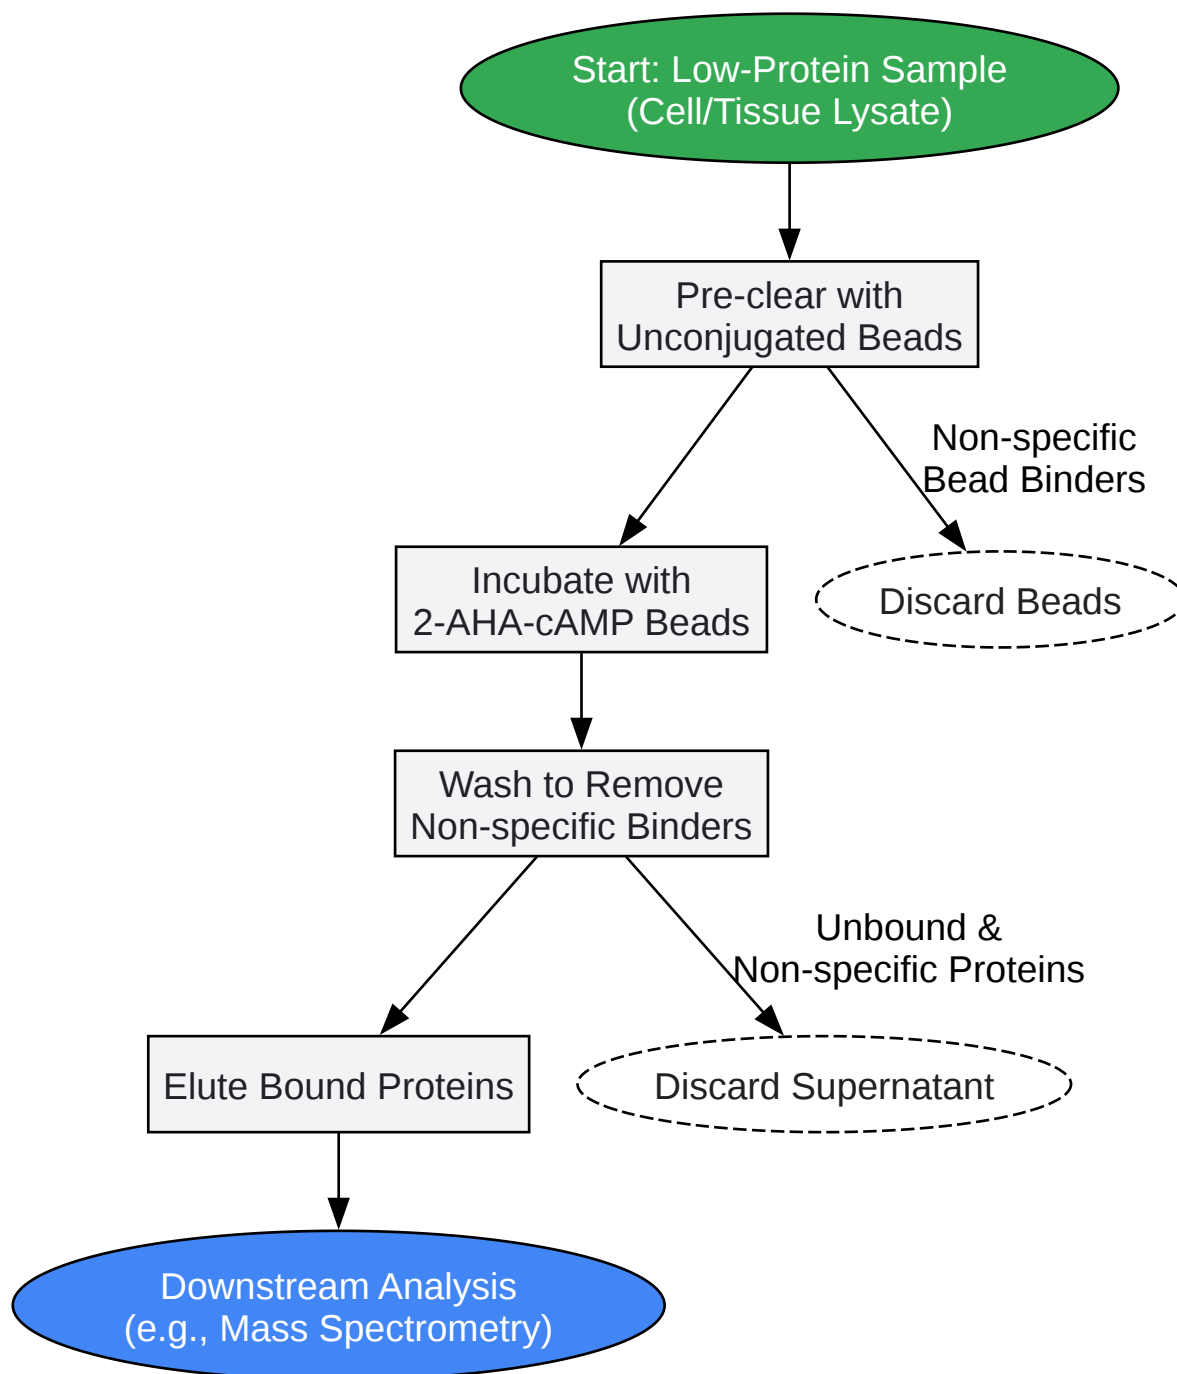 Start: Low-Protein Sample
(Cell/Tissue Lysate)
Pre-clear with
Unconjugated Beads
Non-specific
Bead Binders
Incubate with
2-AHA-cAMP Beads
Discard Beads
Wash to Remove
Non-specific Binders
Unbound &
Non-specific Proteins
Elute Bound Proteins
Discard Supernatant
Downstream Analysis
(e.g., Mass Spectrometry)